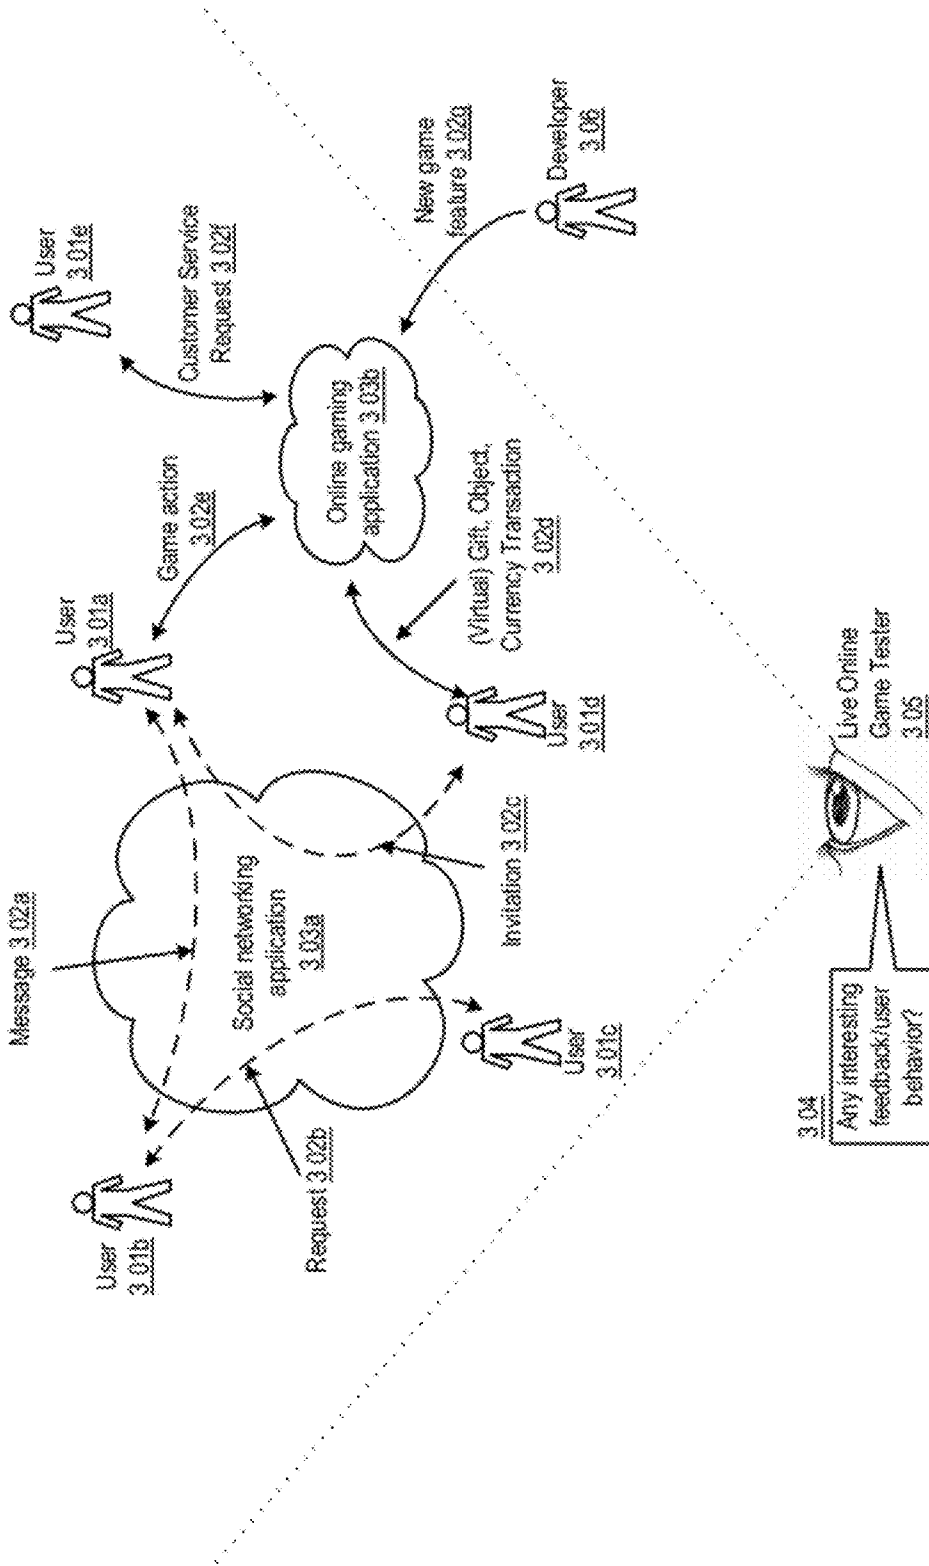 User
3.01b
Message 3.02a
User
3.01a
User
3.01e
Game action
3.02e
Customer Service
Request 3.02f
Request 3.02b
Social networking
application
3.03a
Online gaming
application 3.03b
New game
feature 3.02g
Developer
3.06
Invitation 3.02c
(Virtual) Gift, Object,
Currency Transaction
3.02d
User
3.01c
User
3.01d
3.04
Any interesting
feedback/user
behavior?
Live Online
Game Tester
3.05